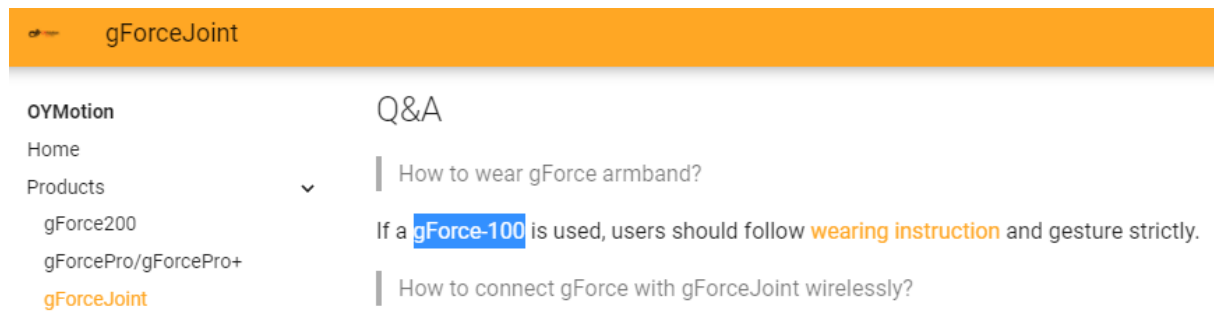 gForceJoint
OYMotion
Home
Products
gForce200
gForcePro/gForcePro+
gForceJoint
Q&A
How to wear gForce armband?
If a gForce-100 is used, users should follow wearing instruction and gesture strictly.
How to connect gForce with gForceJoint wirelessly?